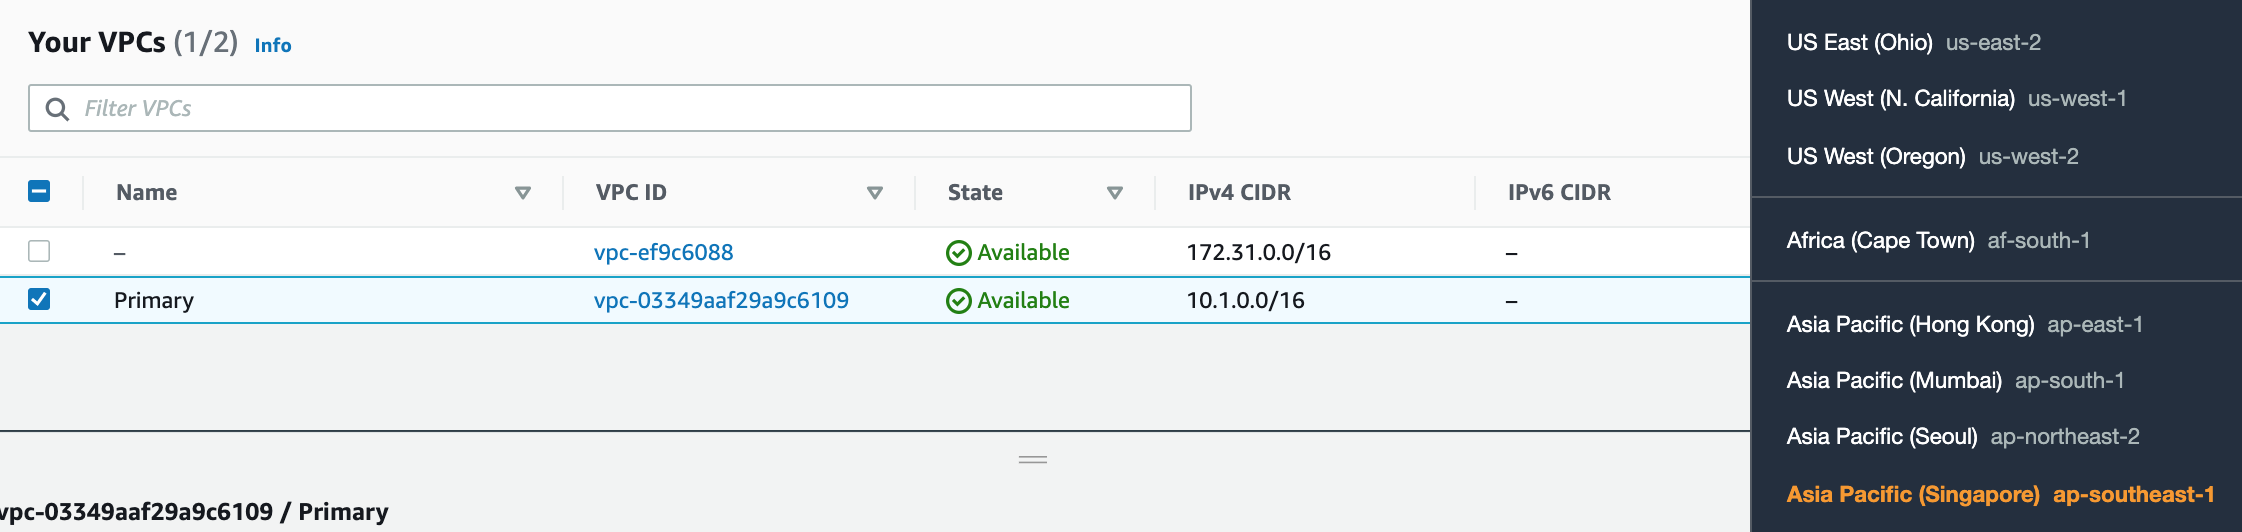 Your VPCs (1/2) Info
Filter VPCs
Name VPC ID State IPv4 CIDR IPv6 CIDR
– vpc-ef9c6088 Available 172.31.0.0/16 –
Primary vpc-03349aaf29a9c6109 Available 10.1.0.0/16 –
vpc-03349aaf29a9c6109 / Primary
US East (Ohio) us-east-2
US West (N. California) us-west-1
US West (Oregon) us-west-2
Africa (Cape Town) af-south-1
Asia Pacific (Hong Kong) ap-east-1
Asia Pacific (Mumbai) ap-south-1
Asia Pacific (Seoul) ap-northeast-2
Asia Pacific (Singapore) ap-southeast-1